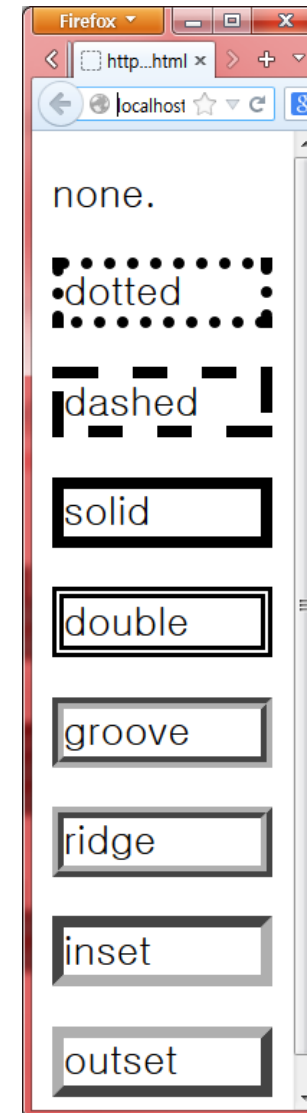 Firefox
http...html
localhost
none.
dotted
dashed
solid
double
groove
ridge
inset
outset